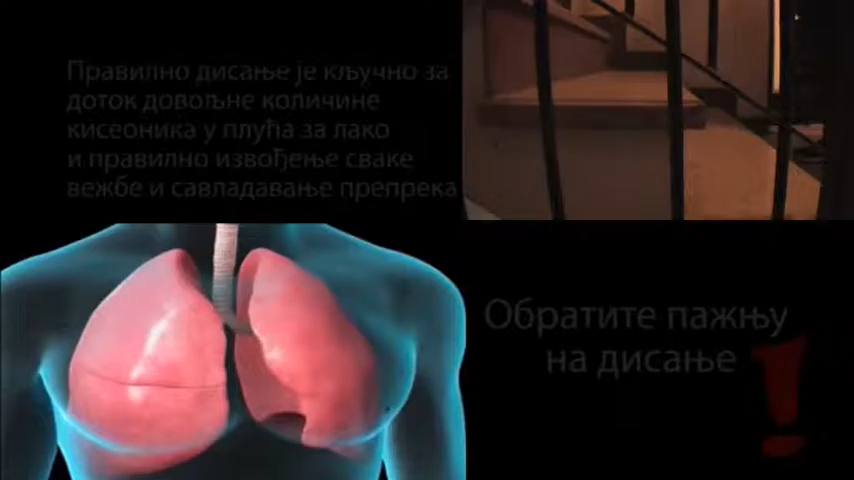 Правилно дисање је кључно за
доток довољне количине
кисеоника у плућа за лако
и правилно извођење сваке
вежбе и савладавање препрека
Обратите пажњу
на дисање
!